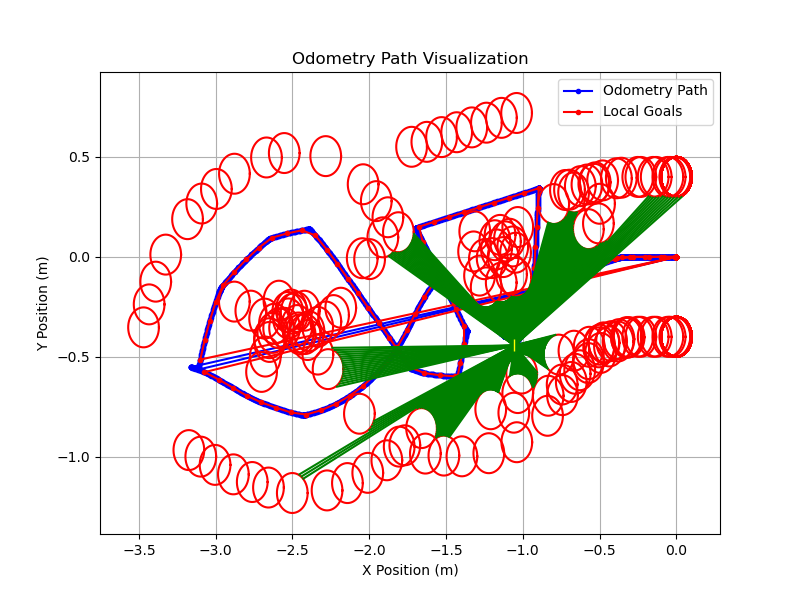 Odometry Path Visualization
Odometry Path
Local Goals
Y Position (m)
0.5
0.0
−0.5
−1.0
−3.5 −3.0 −2.5 −2.0 −1.5 −1.0 −0.5 0.0
X Position (m)